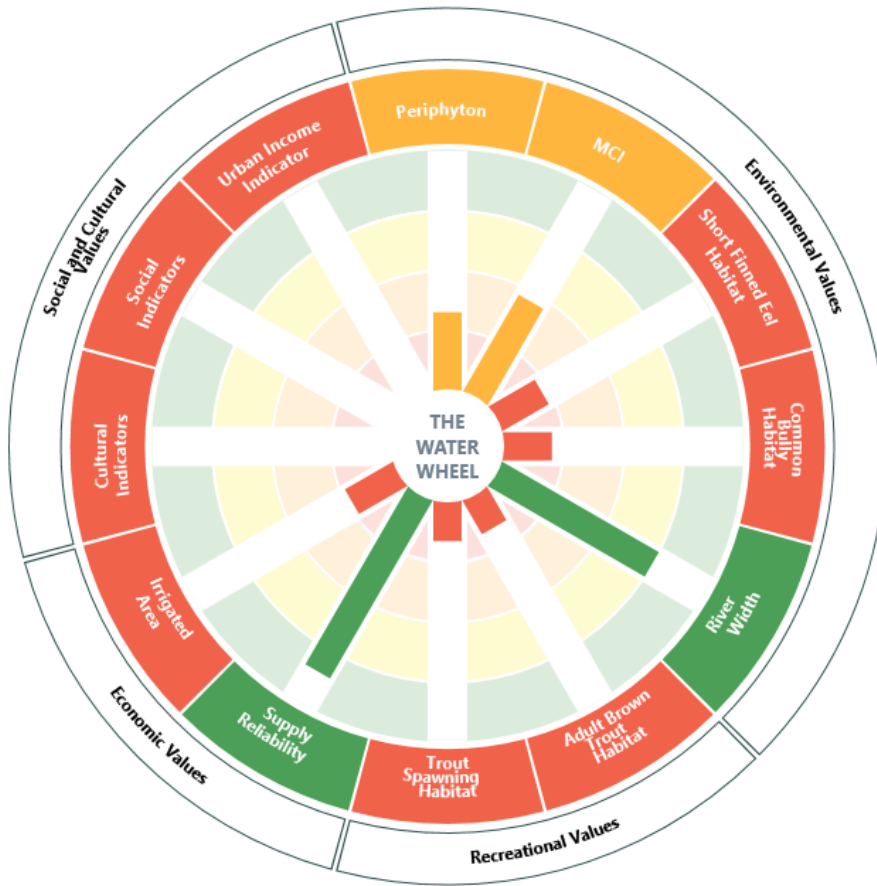 Periphyton
MCI
Short Finned Eel
Habitat
Common
Bully
Habitat
River
Width
Adult Brown
Trout
Habitat
Trout
Spawning
Habitat
Supply
Reliability
Irrigated
Area
Cultural
Indicators
Social
Indicators
Urban Income
Indicator
Environmental Values
Recreational Values
Economic Values
Social and Cultural
Values
THE
WATER
WHEEL